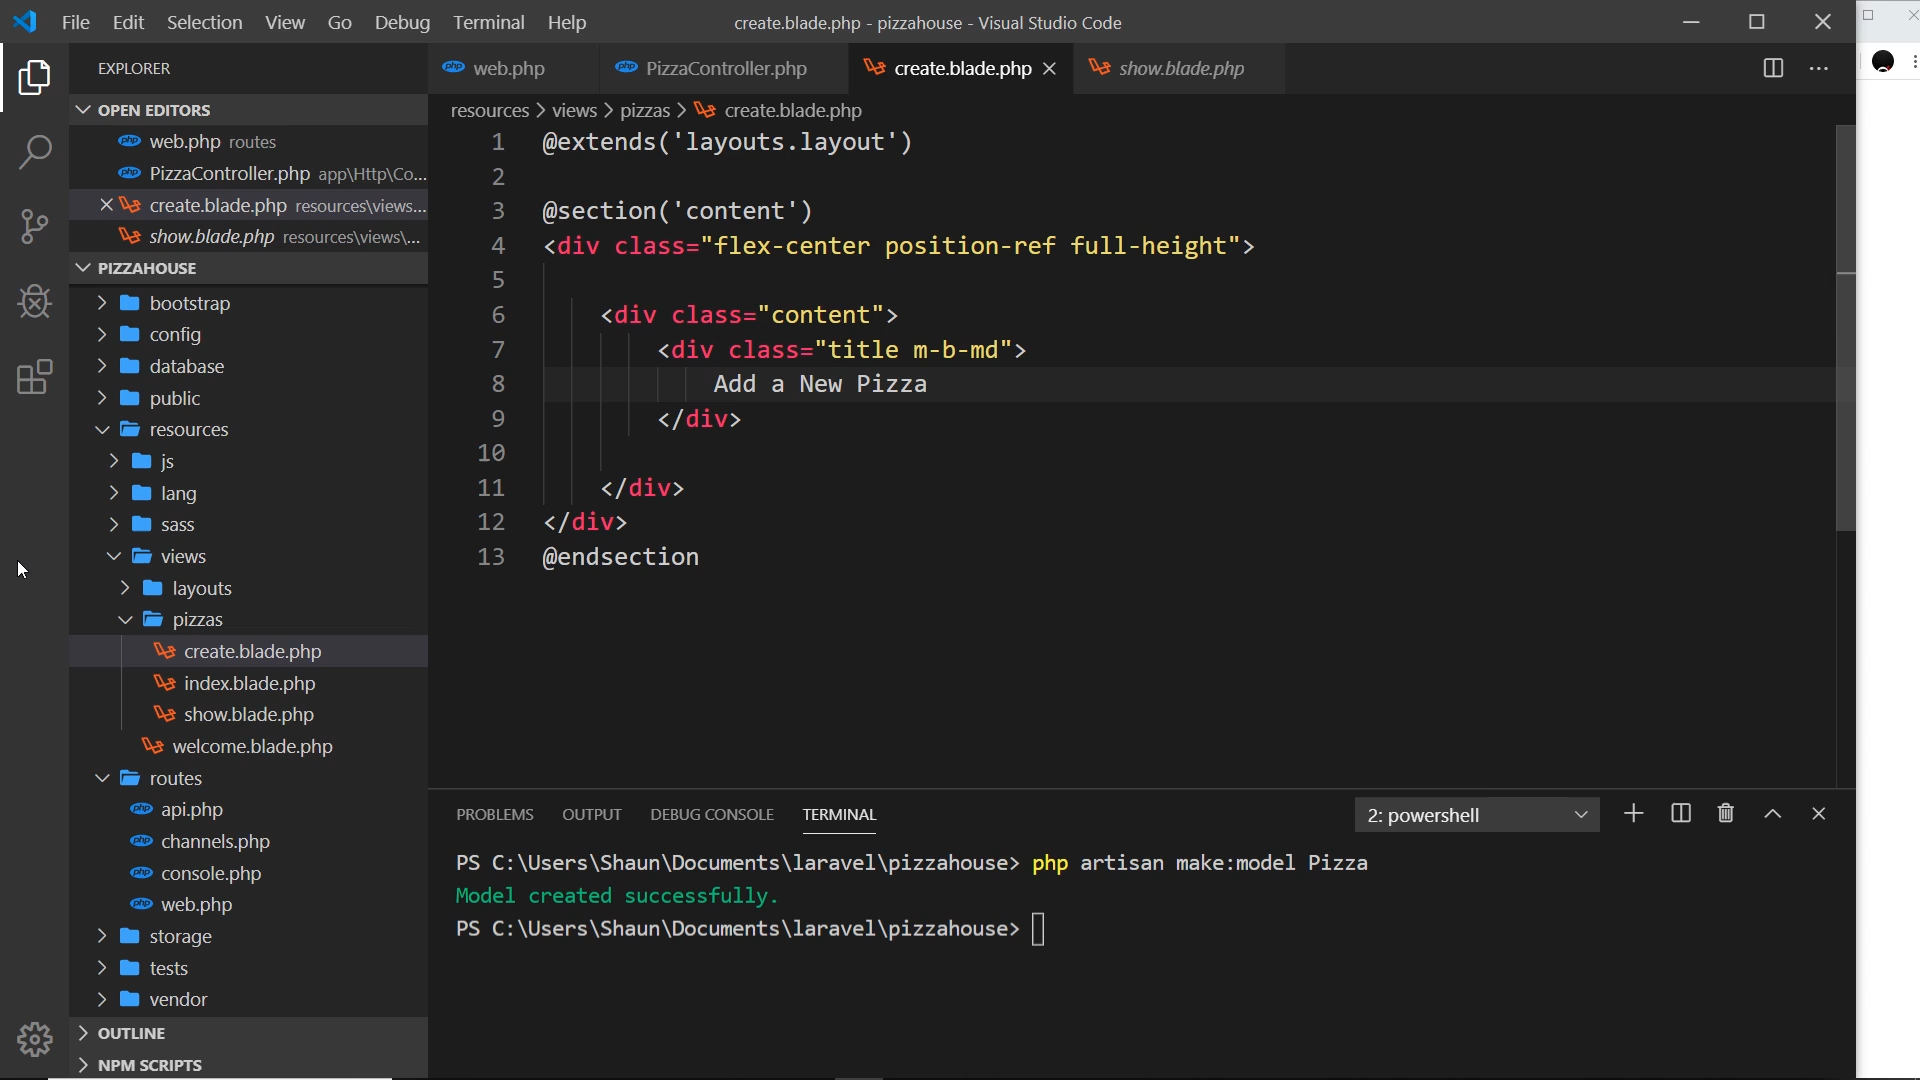 File Edit Selection View Go Debug Terminal Help
create.blade.php - pizzahouse - Visual Studio Code
EXPLORER
OPEN EDITORS
web.php routes
PizzaController.php app\Http\Co...
create.blade.php resources\views...
show.blade.php resources\views\...
PIZZAHOUSE
bootstrap
config
database
public
resources
js
lang
sass
views
layouts
pizzas
create.blade.php
index.blade.php
show.blade.php
welcome.blade.php
routes
api.php
channels.php
console.php
web.php
storage
tests
vendor
OUTLINE
NPM SCRIPTS
web.php PizzaController.php create.blade.php show.blade.php
resources > views > pizzas > create.blade.php
1 @extends('layouts.layout')
2
3 @section('content')
4 <div class="flex-center position-ref full-height">
5
6 <div class="content">
7 <div class="title m-b-md">
8 Add a New Pizza
9 </div>
10
11 </div>
12 </div>
13 @endsection
PROBLEMS OUTPUT DEBUG CONSOLE TERMINAL
2: powershell
PS C:\Users\Shaun\Documents\laravel\pizzahouse> php artisan make:model Pizza
Model created successfully.
PS C:\Users\Shaun\Documents\laravel\pizzahouse>